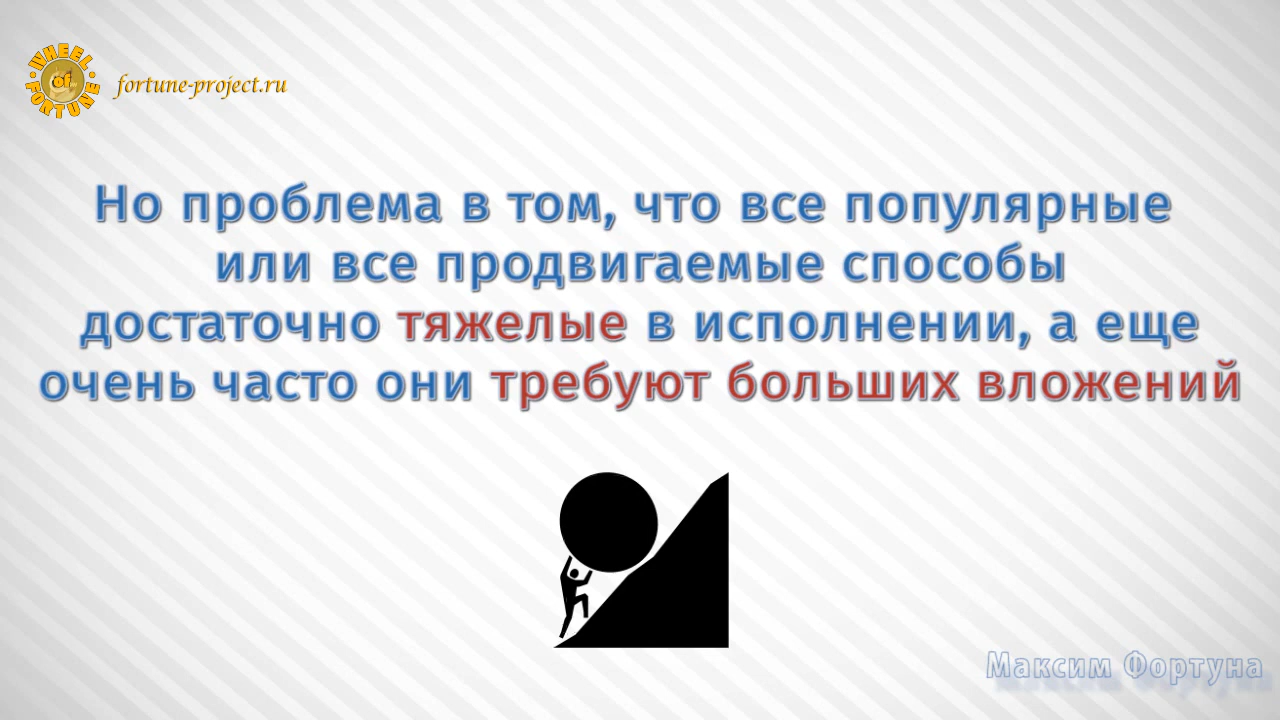 WHEEL of FORTUNE
fortune-project.ru
Но проблема в том, что все популярные
или все продвигаемые способы
достаточно тяжелые в исполнении, а еще
очень часто они требуют больших вложений
Максим Фортуна